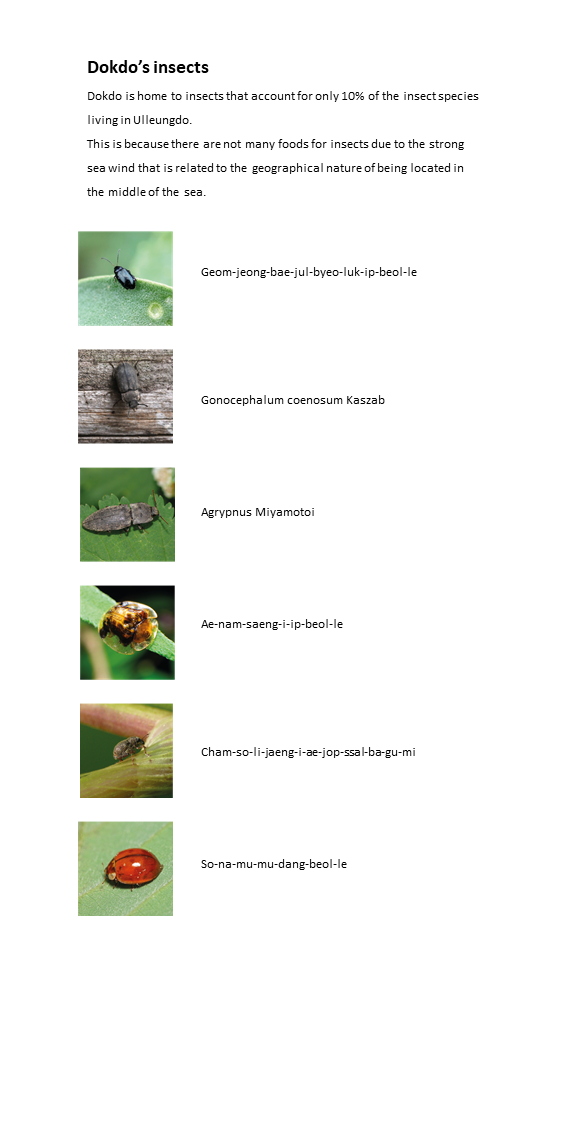 Dokdo's insects
Dokdo is home to insects that account for only 10% of the insect species
living in Ulleungdo.
This is because there are not many foods for insects due to the strong
sea wind that is related to the geographical nature of being located in
the middle of the sea.
Geom-jeong-bae-jul-byeo-luk-ip-beol-le
Gonocephalum coenosum Kaszab
Agrypnus Miyamotoi
Ae-nam-saeng-i-ip-beol-le
Cham-so-li-jaeng-i-ae-jop-ssal-ba-gu-mi
So-na-mu-mu-dang-beol-le